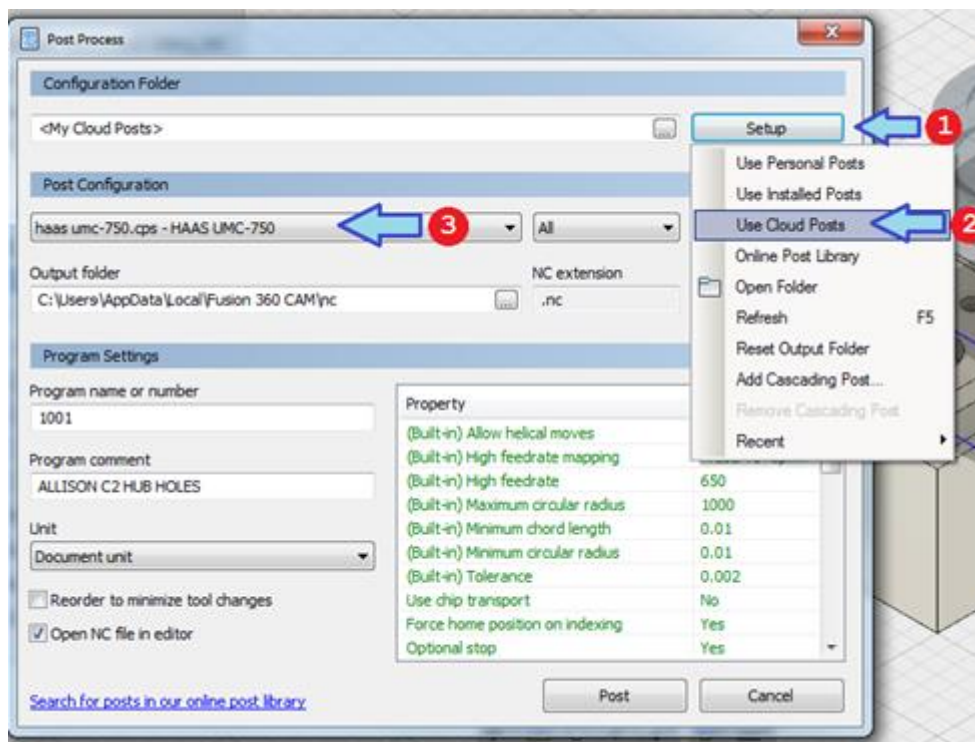 Post Process
Configuration Folder
<My Cloud Posts>
...
Setup
1
Use Personal Posts
Use Installed Posts
Use Cloud Posts
2
Online Post Library
Open Folder
Refresh F5
Reset Output Folder
Add Cascading Post...
Remove Cascading Post
Recent
Post Configuration
haas umc-750.cps - HAAS UMC-750
3
All
Output folder
NC extension
C:\Users\AppData\Local\Fusion 360 CAM\nc
...
.nc
Program Settings
Program name or number
1001
Program comment
ALLISON C2 HUB HOLES
Unit
Document unit
Reorder to minimize tool changes
Open NC file in editor
Property
(Built-in) Allow helical moves
(Built-in) High feedrate mapping
(Built-in) High feedrate 650
(Built-in) Maximum circular radius 1000
(Built-in) Minimum chord length 0.01
(Built-in) Minimum circular radius 0.01
(Built-in) Tolerance 0.002
Use chip transport No
Force home position on indexing Yes
Optional stop Yes
Search for posts in our online post library
Post
Cancel